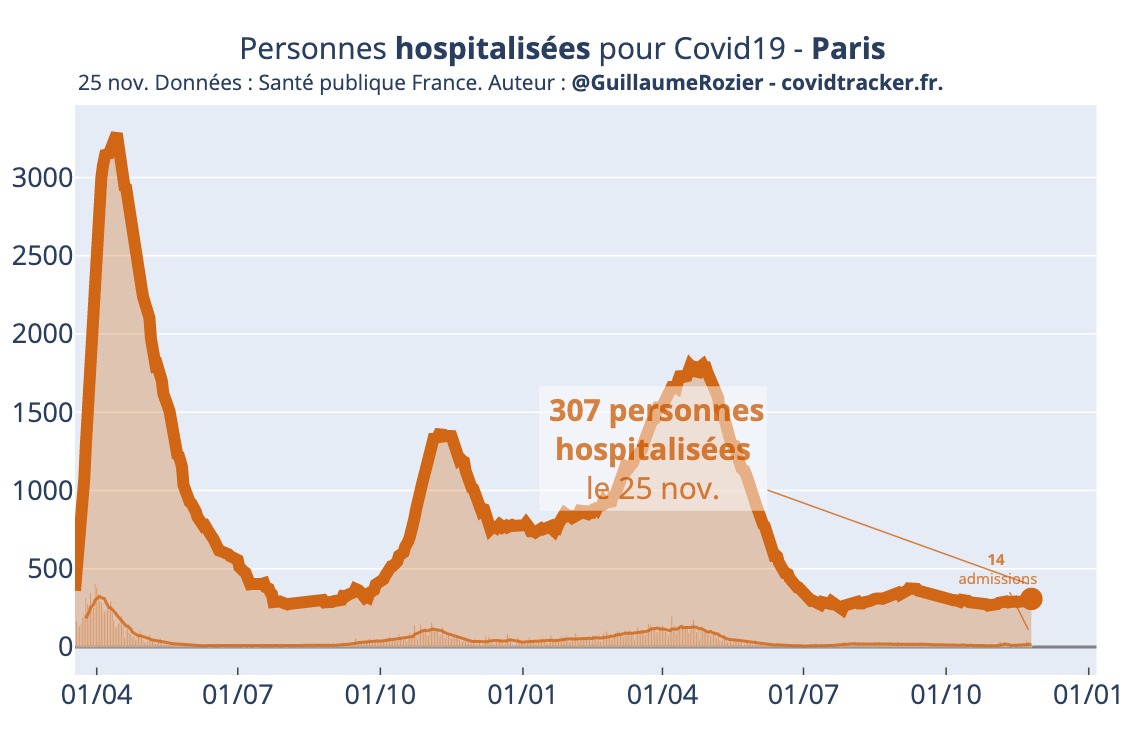 Personnes hospitalisées pour Covid19 - Paris
25 nov. Données : Santé publique France. Auteur : @GuillaumeRozier - covidtracker.fr.
3000
2500
2000
1500
1000
500
0
307 personnes
hospitalisées
le 25 nov.
14
admissions
01/04 01/07 01/10 01/01 01/04 01/07 01/10 01/01